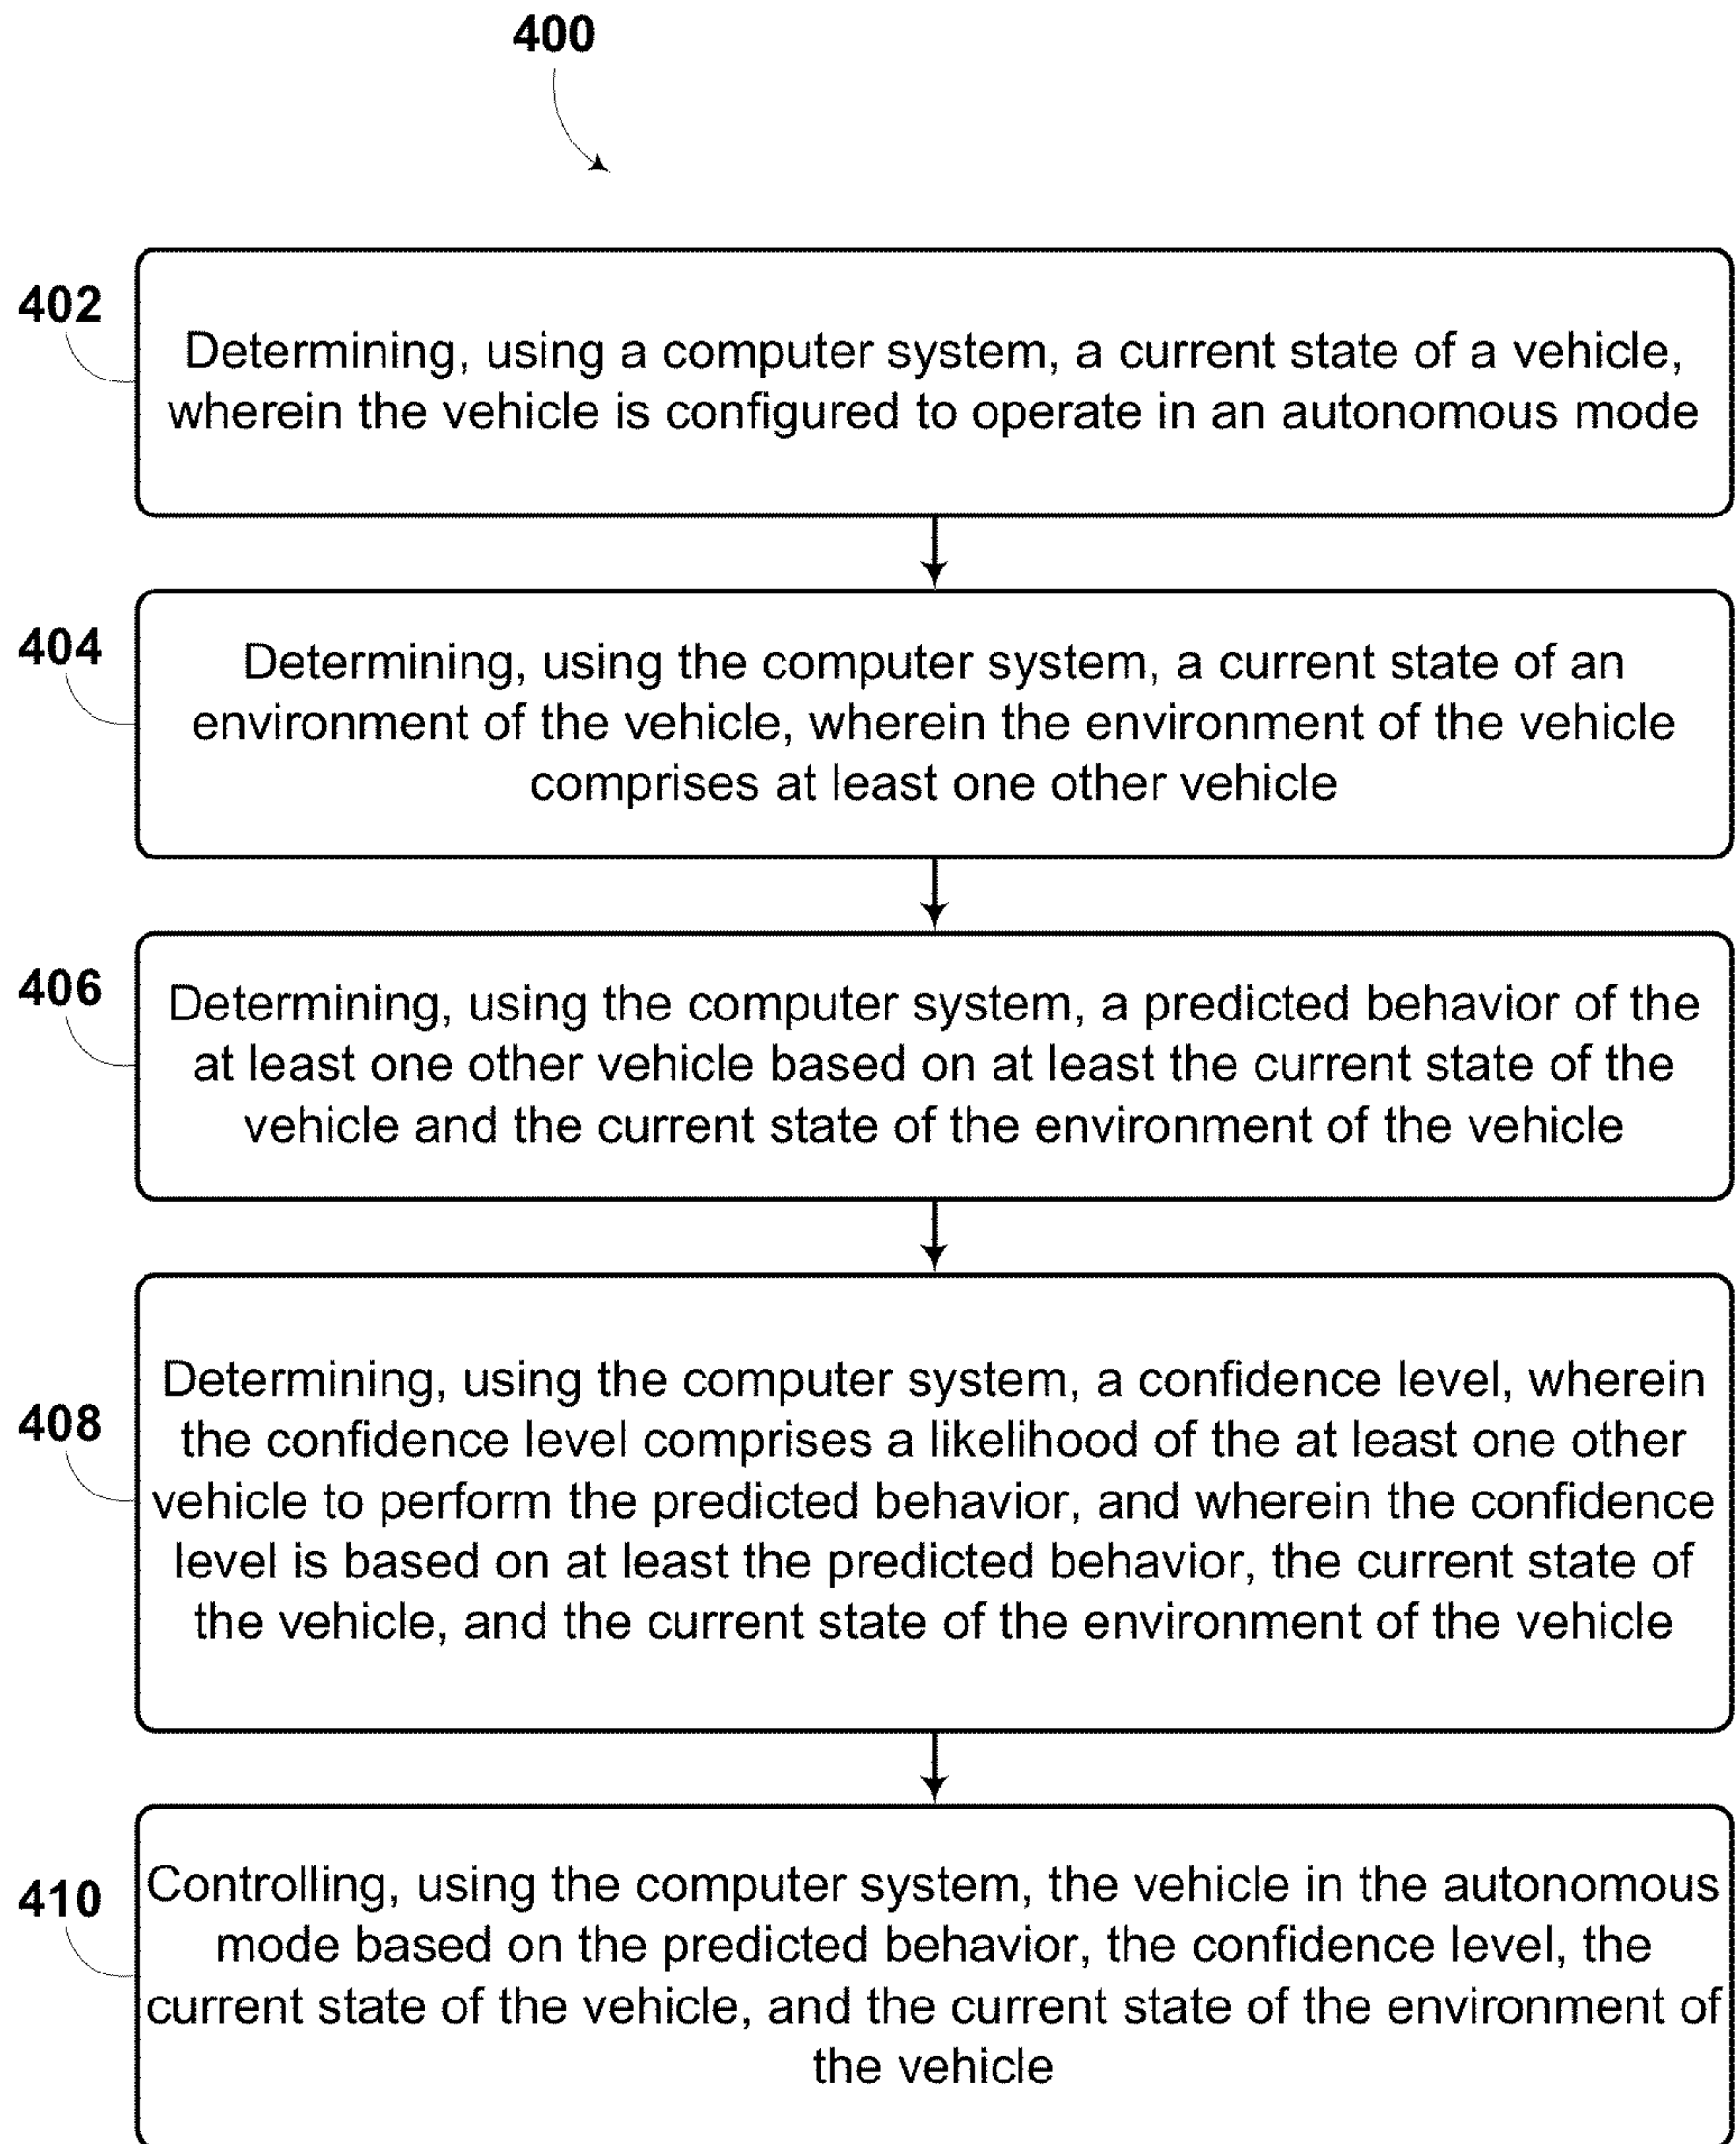 400
402
Determining, using a computer system, a current state of a vehicle,
wherein the vehicle is configured to operate in an autonomous mode
404
Determining, using the computer system, a current state of an
environment of the vehicle, wherein the environment of the vehicle
comprises at least one other vehicle
406
Determining, using the computer system, a predicted behavior of the
at least one other vehicle based on at least the current state of the
vehicle and the current state of the environment of the vehicle
408
Determining, using the computer system, a confidence level, wherein
the confidence level comprises a likelihood of the at least one other
vehicle to perform the predicted behavior, and wherein the confidence
level is based on at least the predicted behavior, the current state of
the vehicle, and the current state of the environment of the vehicle
410
Controlling, using the computer system, the vehicle in the autonomous
mode based on the predicted behavior, the confidence level, the
current state of the vehicle, and the current state of the environment of
the vehicle